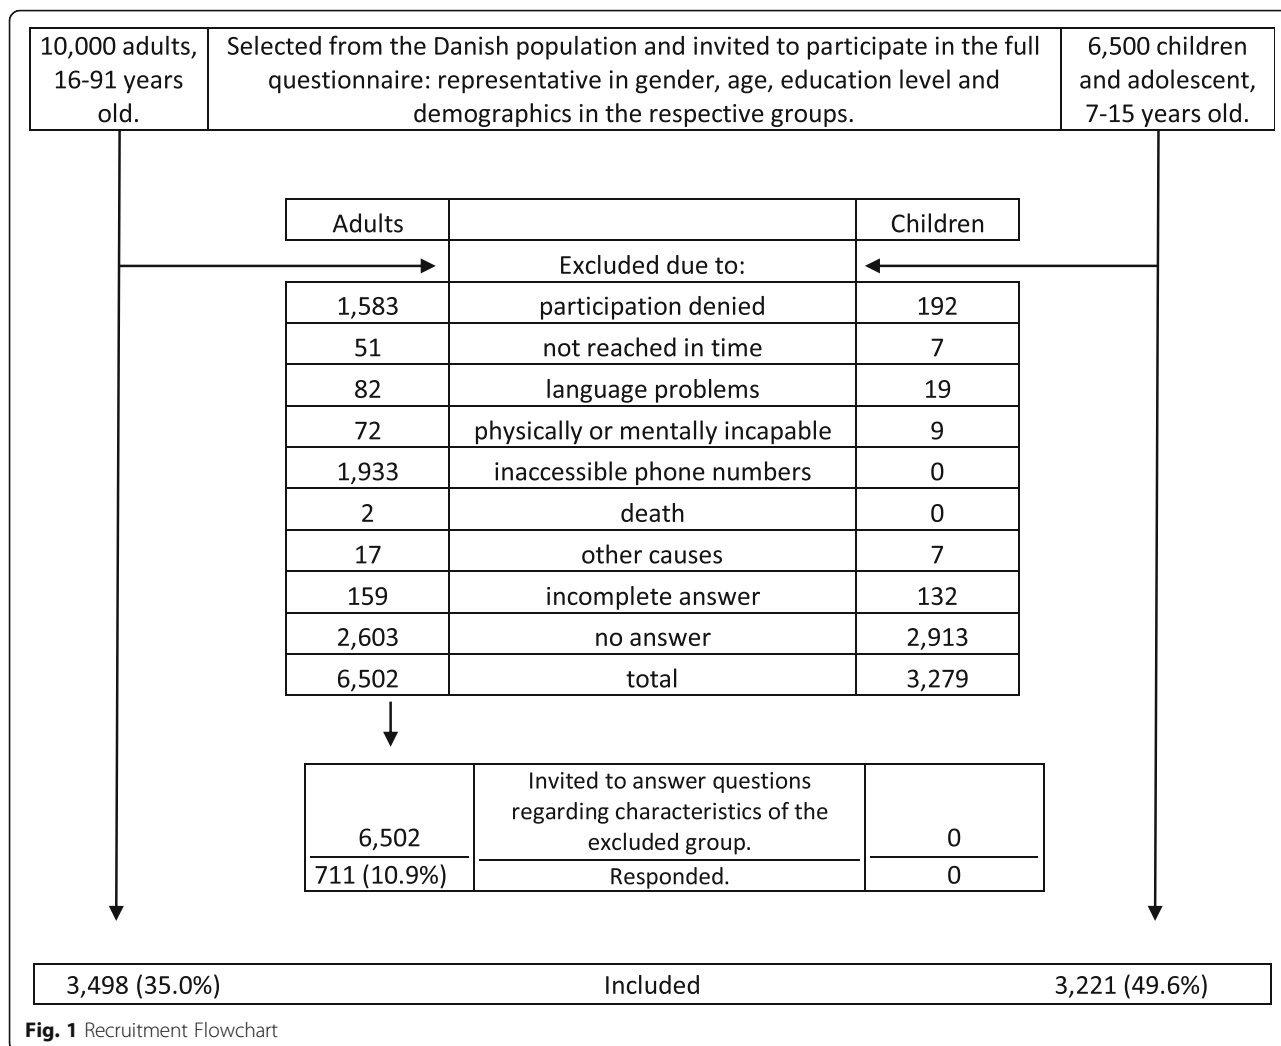 10,000 adults,
16-91 years
old.
Selected from the Danish population and invited to participate in the full
questionnaire: representative in gender, age, education level and
demographics in the respective groups.
6,500 children
and adolescent,
7-15 years old.
Adults Children
Excluded due to:
1,583 participation denied 192
51 not reached in time 7
82 language problems 19
72 physically or mentally incapable 9
1,933 inaccessible phone numbers 0
2 death 0
17 other causes 7
159 incomplete answer 132
2,603 no answer 2,913
6,502 total 3,279
Invited to answer questions
regarding characteristics of the
6,502 excluded group. 0
711 (10.9%) Responded. 0
3,498 (35.0%) Included 3,221 (49.6%)
Fig. 1 Recruitment Flowchart